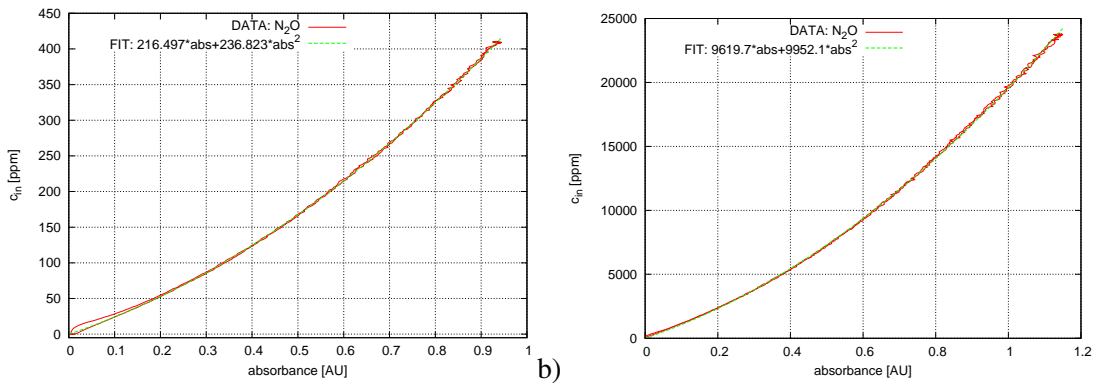 DATA: N₂O
FIT: 216.497*abs+236.823*abs²
450
400
350
300
250
200
150
100
50
0
c_in [ppm]
0 0.1 0.2 0.3 0.4 0.5 0.6 0.7 0.8 0.9 1
absorbance [AU]
b)
DATA: N₂O
FIT: 9619.7*abs+9952.1*abs²
25000
20000
15000
10000
5000
0
c_in [ppm]
0 0.2 0.4 0.6 0.8 1 1.2
absorbance [AU]